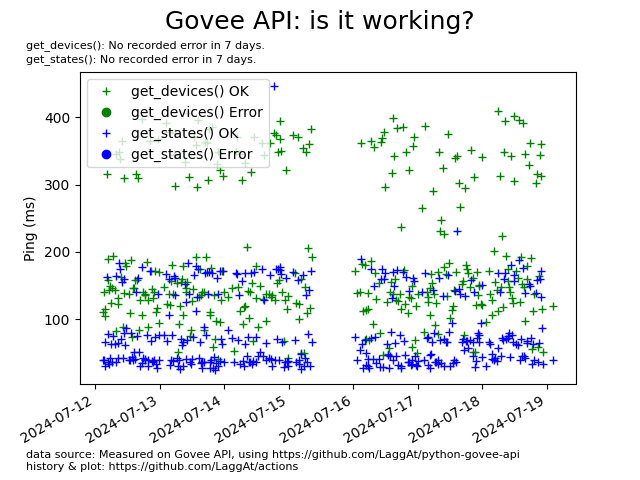 Govee API: is it working?
get_devices(): No recorded error in 7 days.
get_states(): No recorded error in 7 days.
get_devices() OK
get_devices() Error
get_states() OK
get_states() Error
Ping (ms)
400
300
200
100
2024-07-12
2024-07-13
2024-07-14
2024-07-15
2024-07-16
2024-07-17
2024-07-18
2024-07-19
data source: Measured on Govee API, using https://github.com/LaggAt/python-govee-api
history & plot: https://github.com/LaggAt/actions